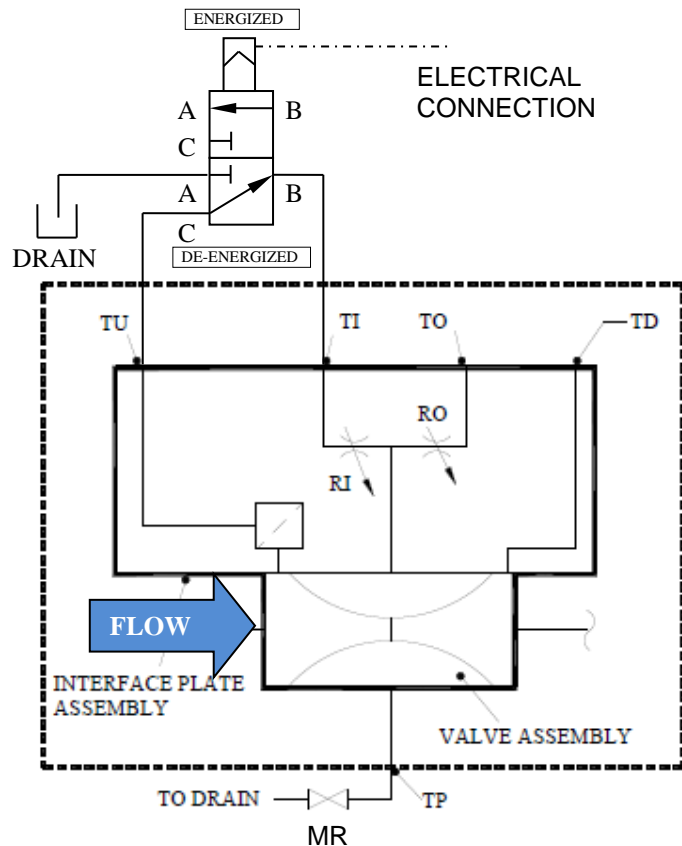 ENERGIZED
ELECTRICAL
CONNECTION
A B
C
A B
C
DRAIN
DE-ENERGIZED
TU TI TO TD
RO
RI
FLOW
INTERFACE PLATE
ASSEMBLY
VALVE ASSEMBLY
TO DRAIN
TP
MR